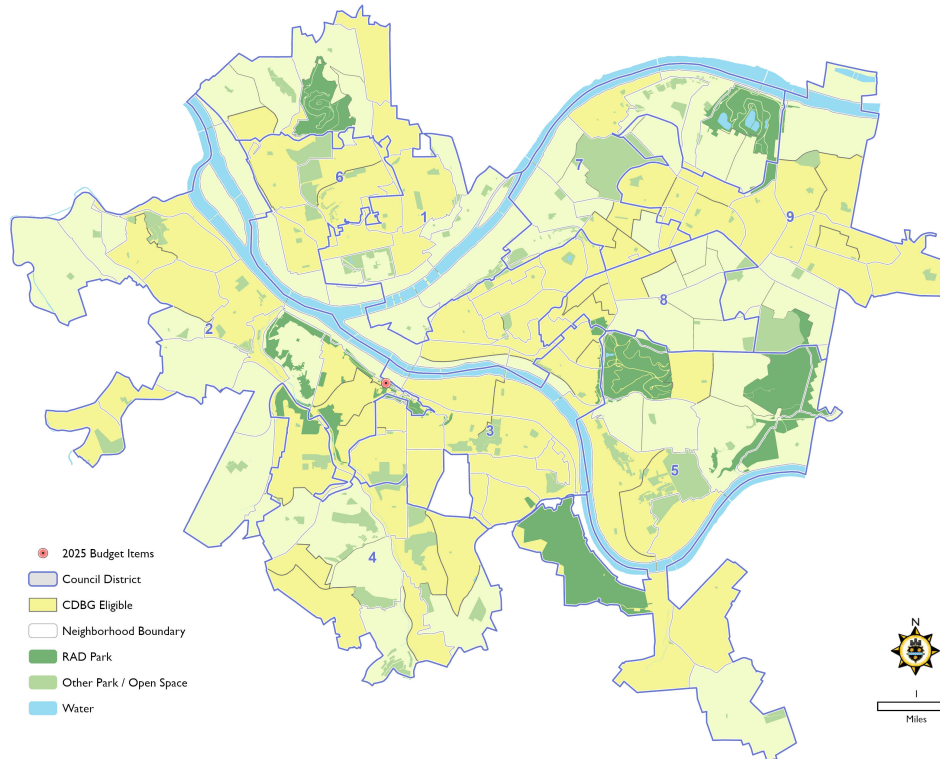 6
7
1
9
8
2
3
5
4
2025 Budget Items
Council District
CDBG Eligible
Neighborhood Boundary
RAD Park
Other Park / Open Space
Water
N
1
Miles